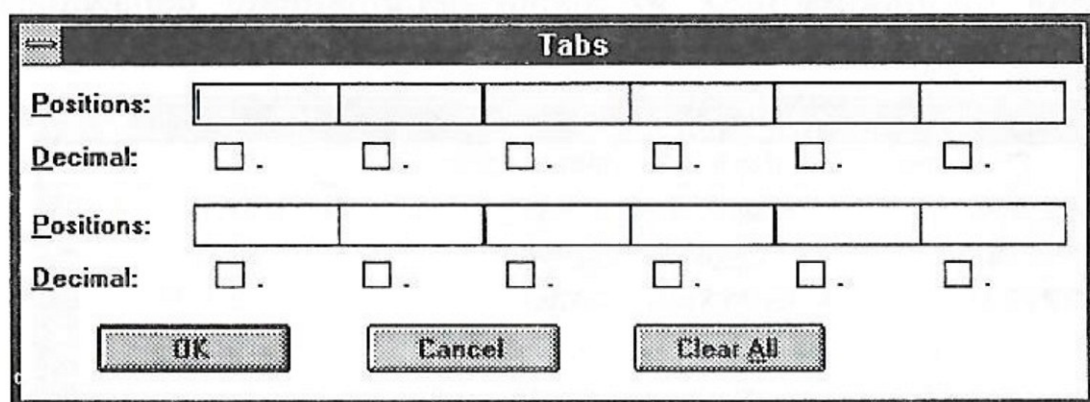 Tabs
Positions:
Decimal: . . . . . .
Positions:
Decimal: . . . . . .
OK Cancel Clear All